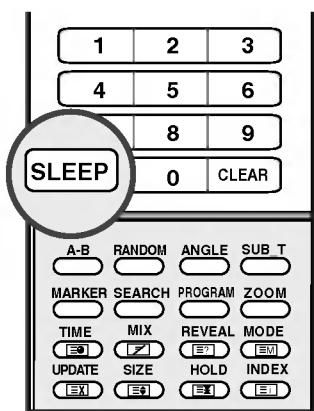 1 2 3
4 5 6
8 9
SLEEP 0 CLEAR
A-B RANDOM ANGLE SUB_T
MARKER SEARCH PROGRAM ZOOM
TIME MIX REVEAL MODE
UPDATE SIZE HOLD INDEX